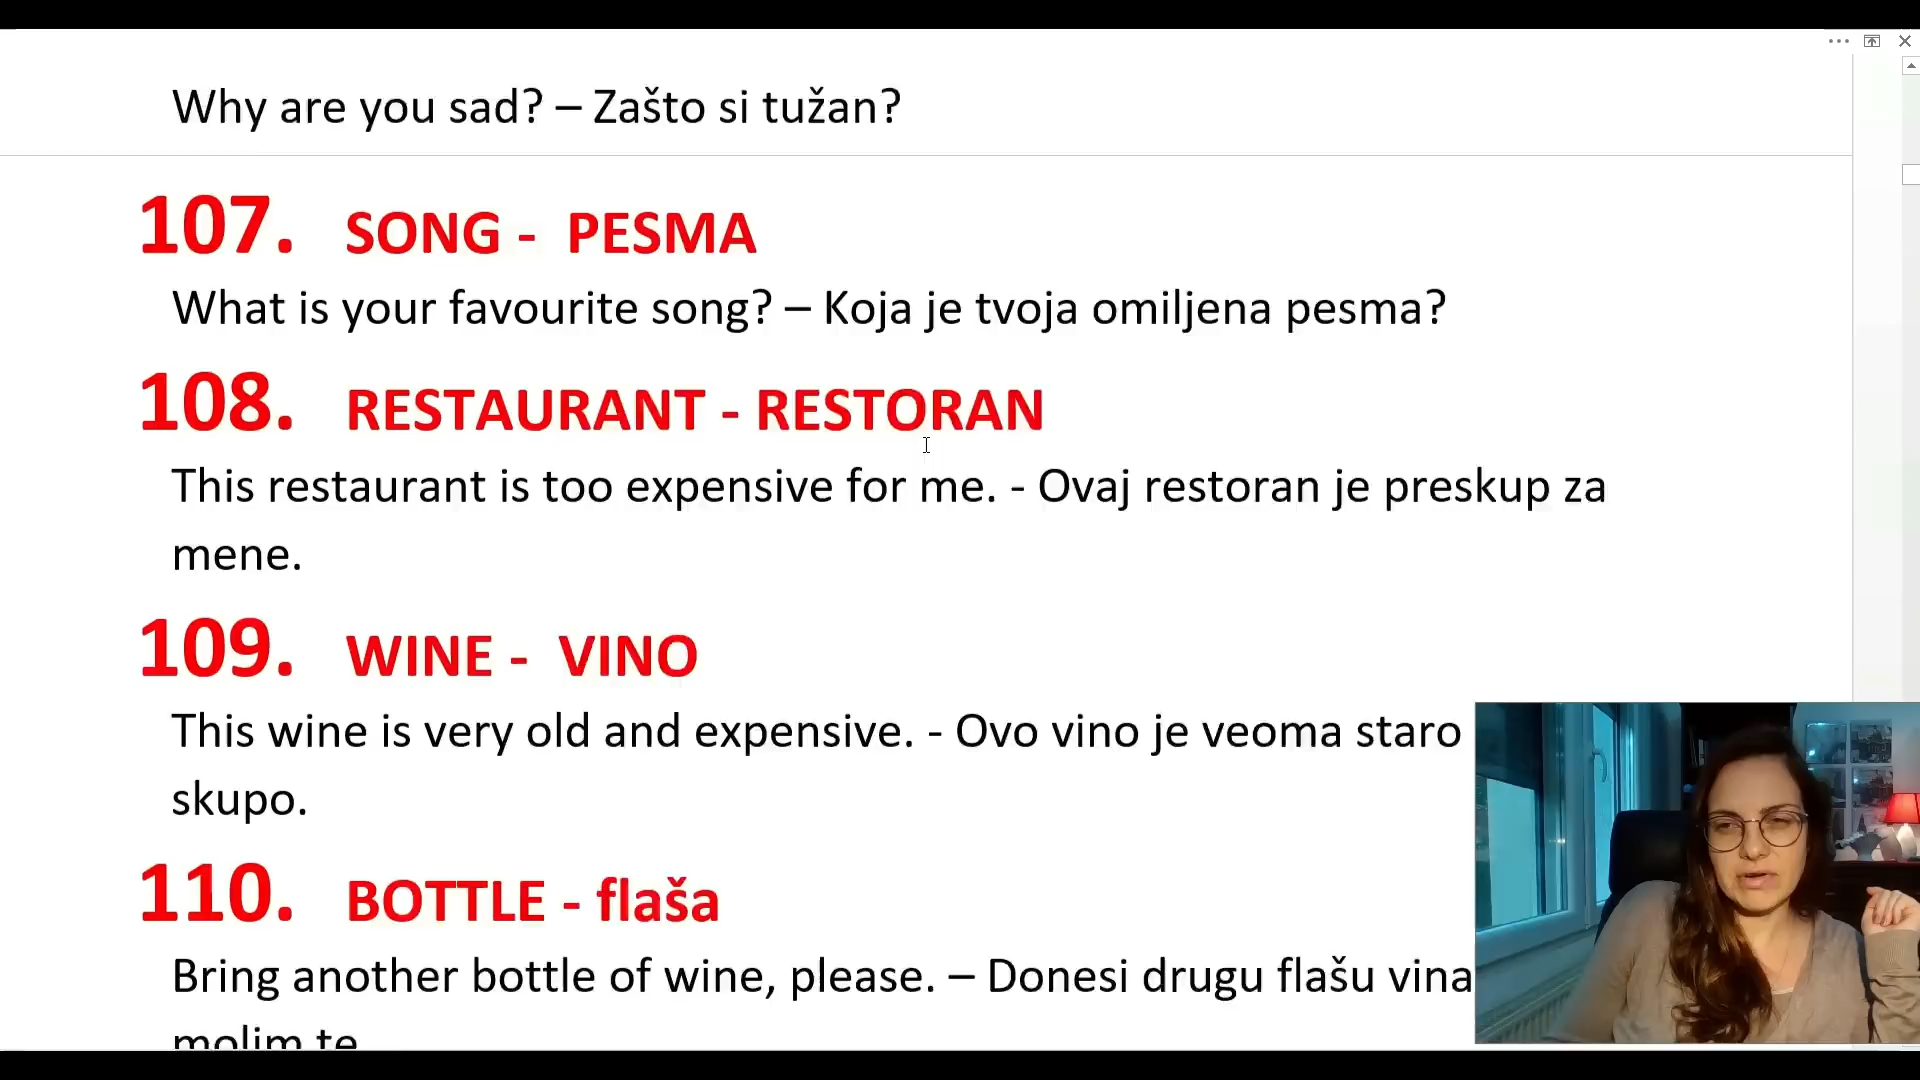 Why are you sad? – Zašto si tužan?
107. SONG - PESMA
What is your favourite song? – Koja je tvoja omiljena pesma?
108. RESTAURANT - RESTORAN
This restaurant is too expensive for me. - Ovaj restoran je preskup za
mene.
109. WINE - VINO
This wine is very old and expensive. - Ovo vino je veoma staro
skupo.
110. BOTTLE - flaša
Bring another bottle of wine, please. – Donesi drugu flašu vina
molim te